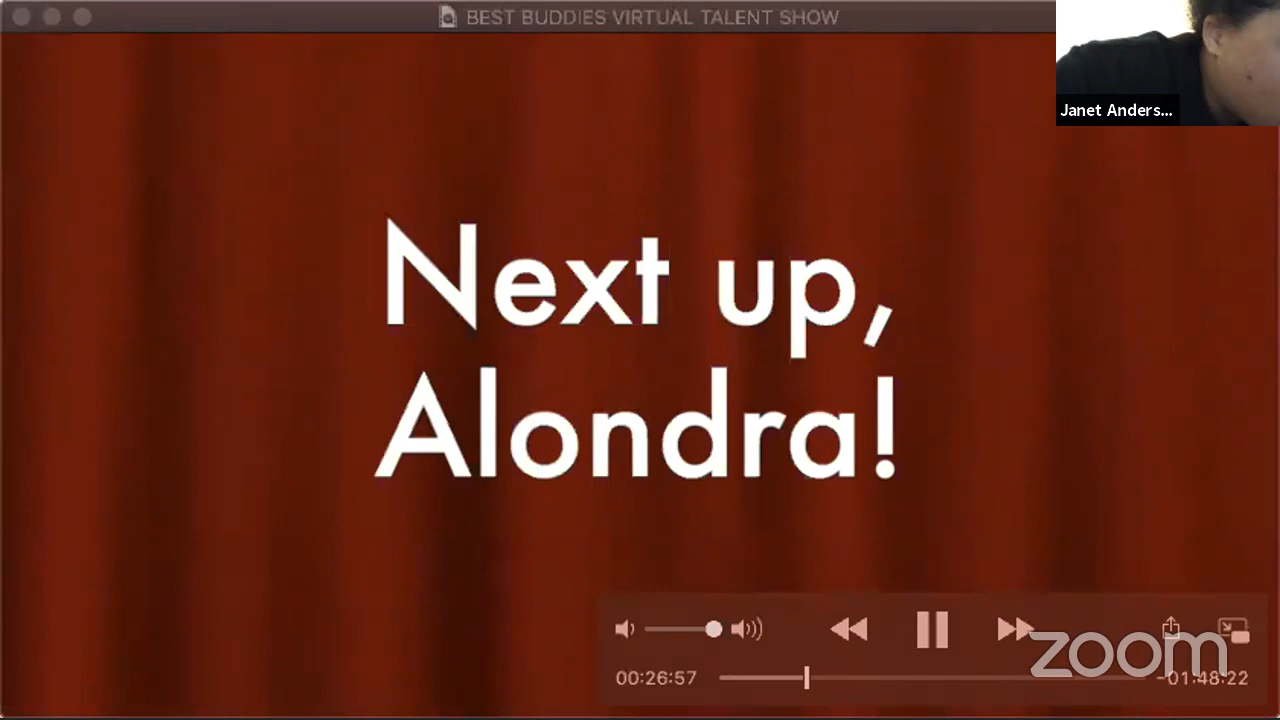 BEST BUDDIES VIRTUAL TALENT SHOW
Janet Anders...
Next up,
Alondra!
00:26:57
-01:48:22
zoom